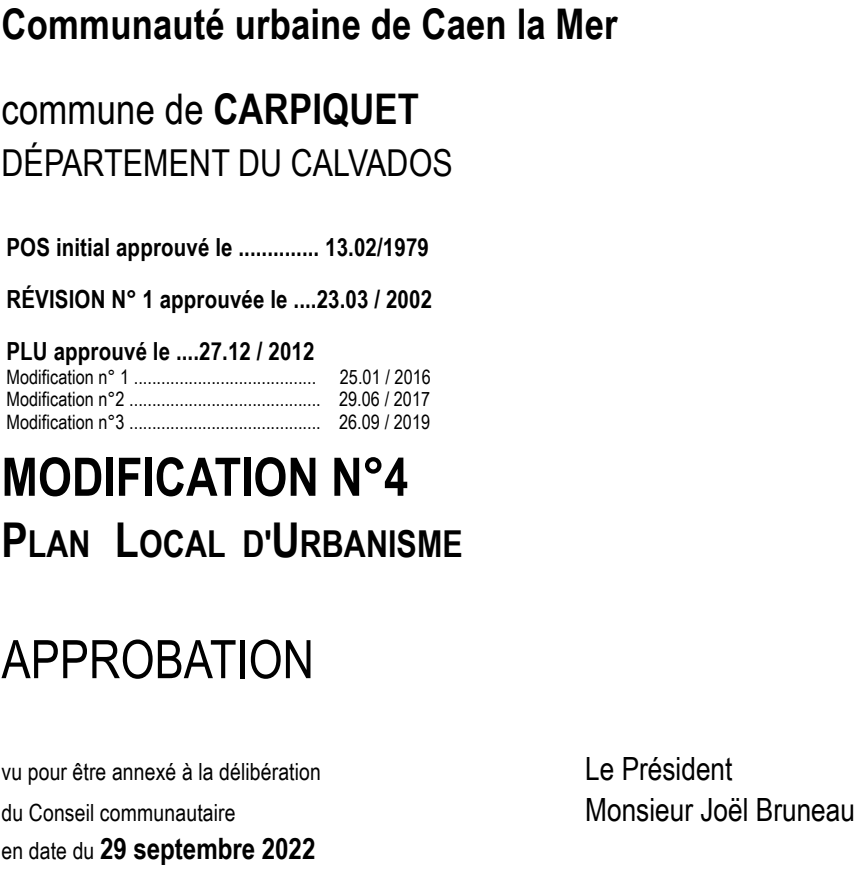 Communauté urbaine de Caen la Mer
commune de CARPIQUET
DÉPARTEMENT DU CALVADOS
POS initial approuvé le .............. 13.02/1979
RÉVISION N° 1 approuvée le ....23.03 / 2002
PLU approuvé le ....27.12 / 2012
Modification n° 1 ........................................ 25.01 / 2016
Modification n°2 .......................................... 29.06 / 2017
Modification n°3 .......................................... 26.09 / 2019
MODIFICATION N°4
PLAN LOCAL D'URBANISME
APPROBATION
vu pour être annexé à la délibération
du Conseil communautaire
en date du 29 septembre 2022
Le Président
Monsieur Joël Bruneau